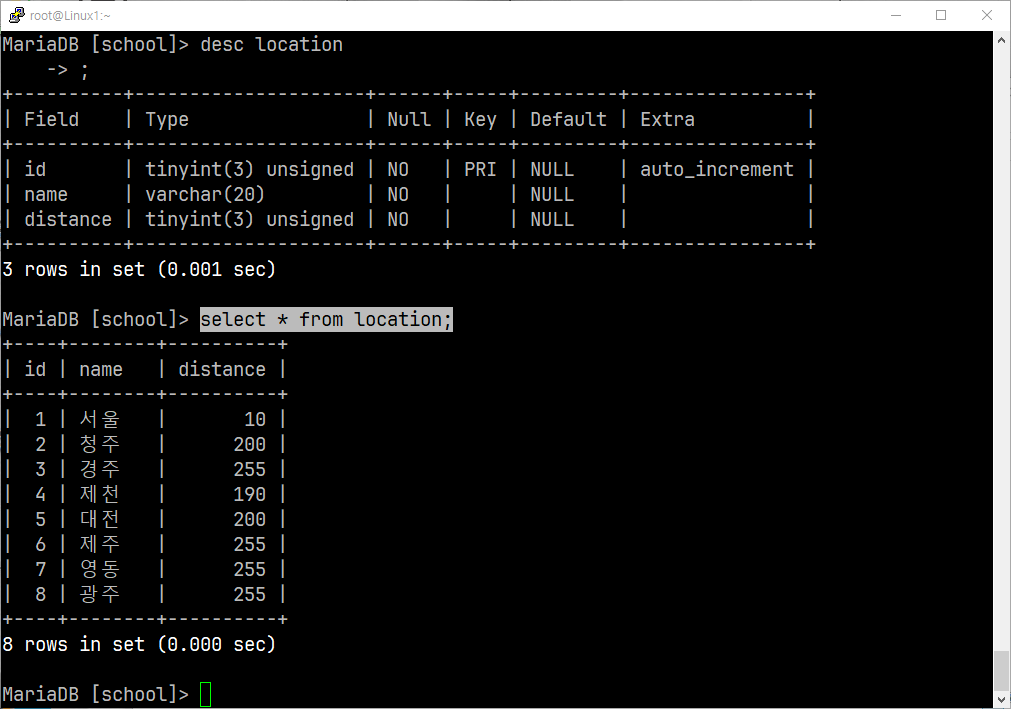 root@Linux1:~
MariaDB [school]> desc location
    -> ;
+----------+---------------------+------+-----+---------+----------------+
| Field    | Type                | Null | Key | Default | Extra          |
+----------+---------------------+------+-----+---------+----------------+
| id       | tinyint(3) unsigned | NO   | PRI | NULL    | auto_increment |
| name     | varchar(20)         | NO   |     | NULL    |                |
| distance | tinyint(3) unsigned | NO   |     | NULL    |                |
+----------+---------------------+------+-----+---------+----------------+
3 rows in set (0.001 sec)
MariaDB [school]> select * from location;
+----+--------+----------+
| id | name   | distance |
+----+--------+----------+
|  1 | 서울   |       10 |
|  2 | 청주   |      200 |
|  3 | 경주   |      255 |
|  4 | 제천   |      190 |
|  5 | 대전   |      200 |
|  6 | 제주   |      255 |
|  7 | 영동   |      255 |
|  8 | 광주   |      255 |
+----+--------+----------+
8 rows in set (0.000 sec)
MariaDB [school]>